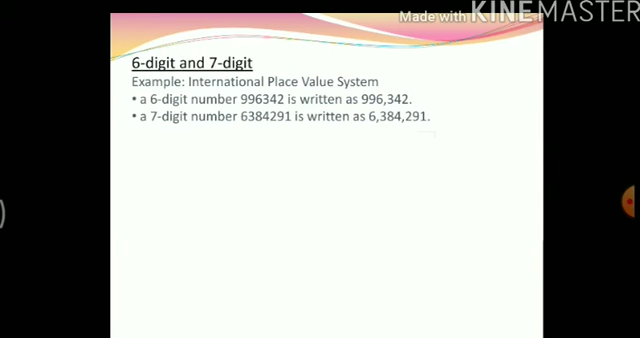 Made with KINEMASTER
6-digit and 7-digit
Example: International Place Value System
• a 6-digit number 996342 is written as 996,342.
• a 7-digit number 6384291 is written as 6,384,291.